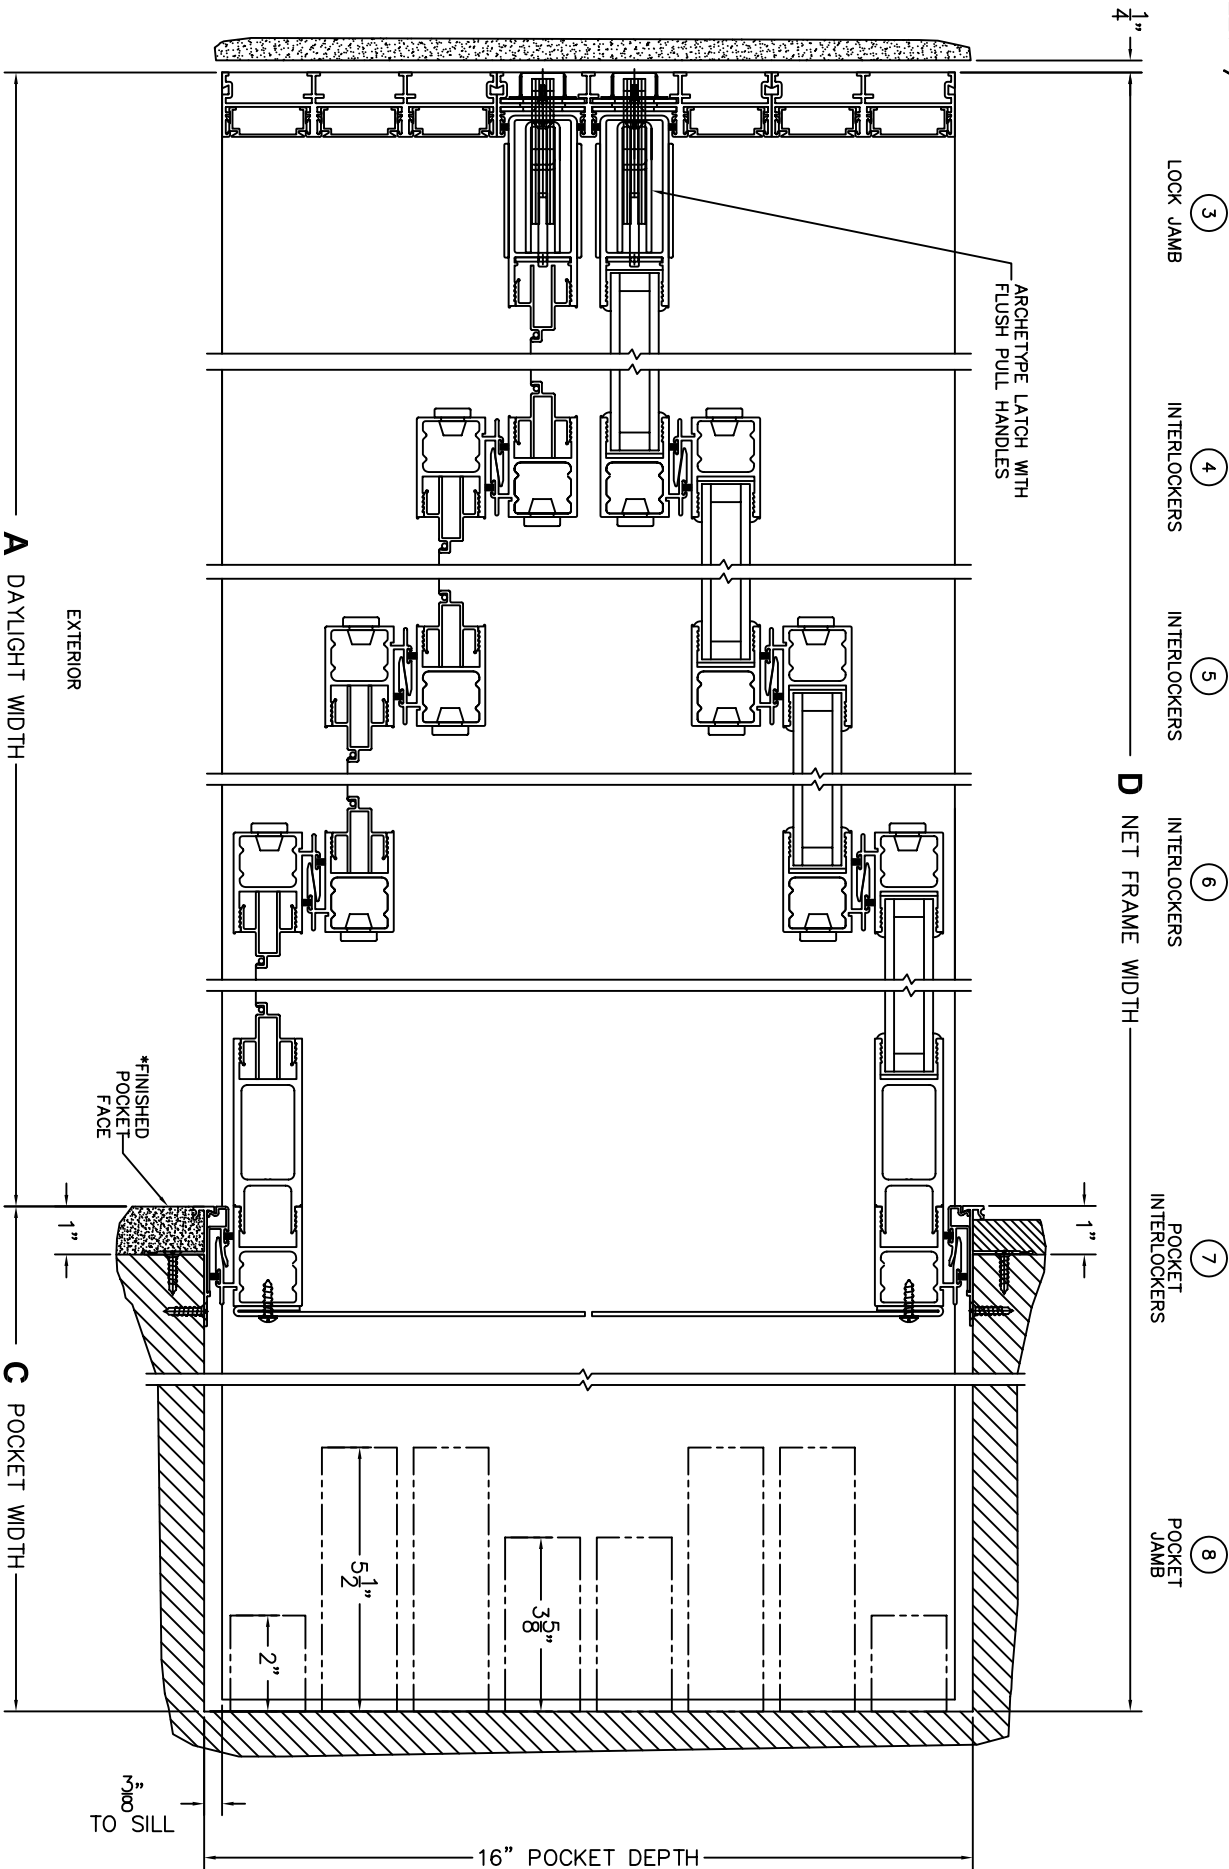 1/4"
3
LOCK JAMB
4
INTERLOCKERS
5
INTERLOCKERS
6
INTERLOCKERS
7
POCKET
INTERLOCKERS
8
POCKET
JAMB
D NET FRAME WIDTH
ARCHETYPE LATCH WITH
FLUSH PULL HANDLES
1"
EXTERIOR
*FINISHED
POCKET
FACE
1"
A DAYLIGHT WIDTH
C POCKET WIDTH
5 1/2"
3 5/8"
2"
3/8"
TO SILL
16" POCKET DEPTH